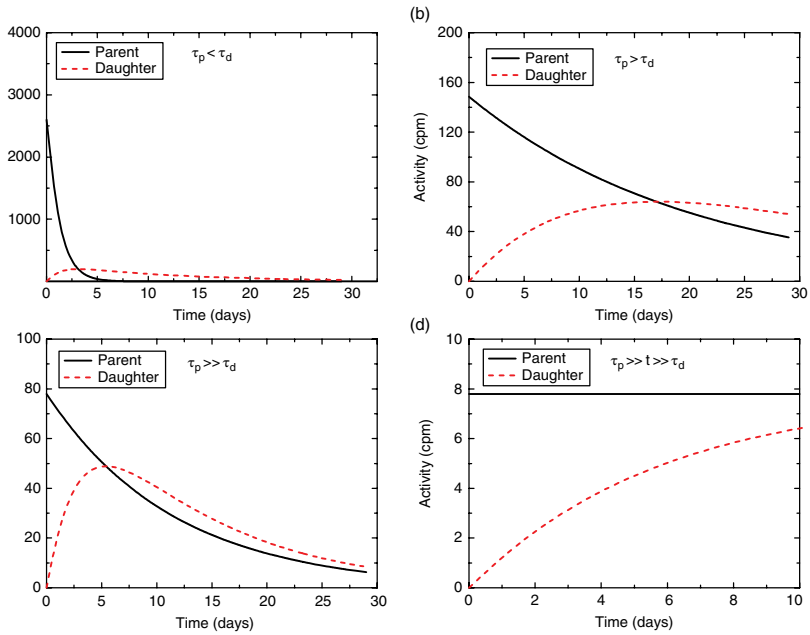 (b)
4000
3000
2000
1000
Parent
Daughter
τp < τd
0 5 10 15 20 25 30
Time (days)
Activity (cpm)
200
160
120
80
40
0
Parent
Daughter
τp > τd
0 5 10 15 20 25 30
Time (days)
(d)
100
80
60
40
20
0
Parent
Daughter
τp >> τd
0 5 10 15 20 25 30
Time (days)
Activity (cpm)
10
8
6
4
2
0
Parent
Daughter
τp >> t >> τd
0 2 4 6 8 10
Time (days)